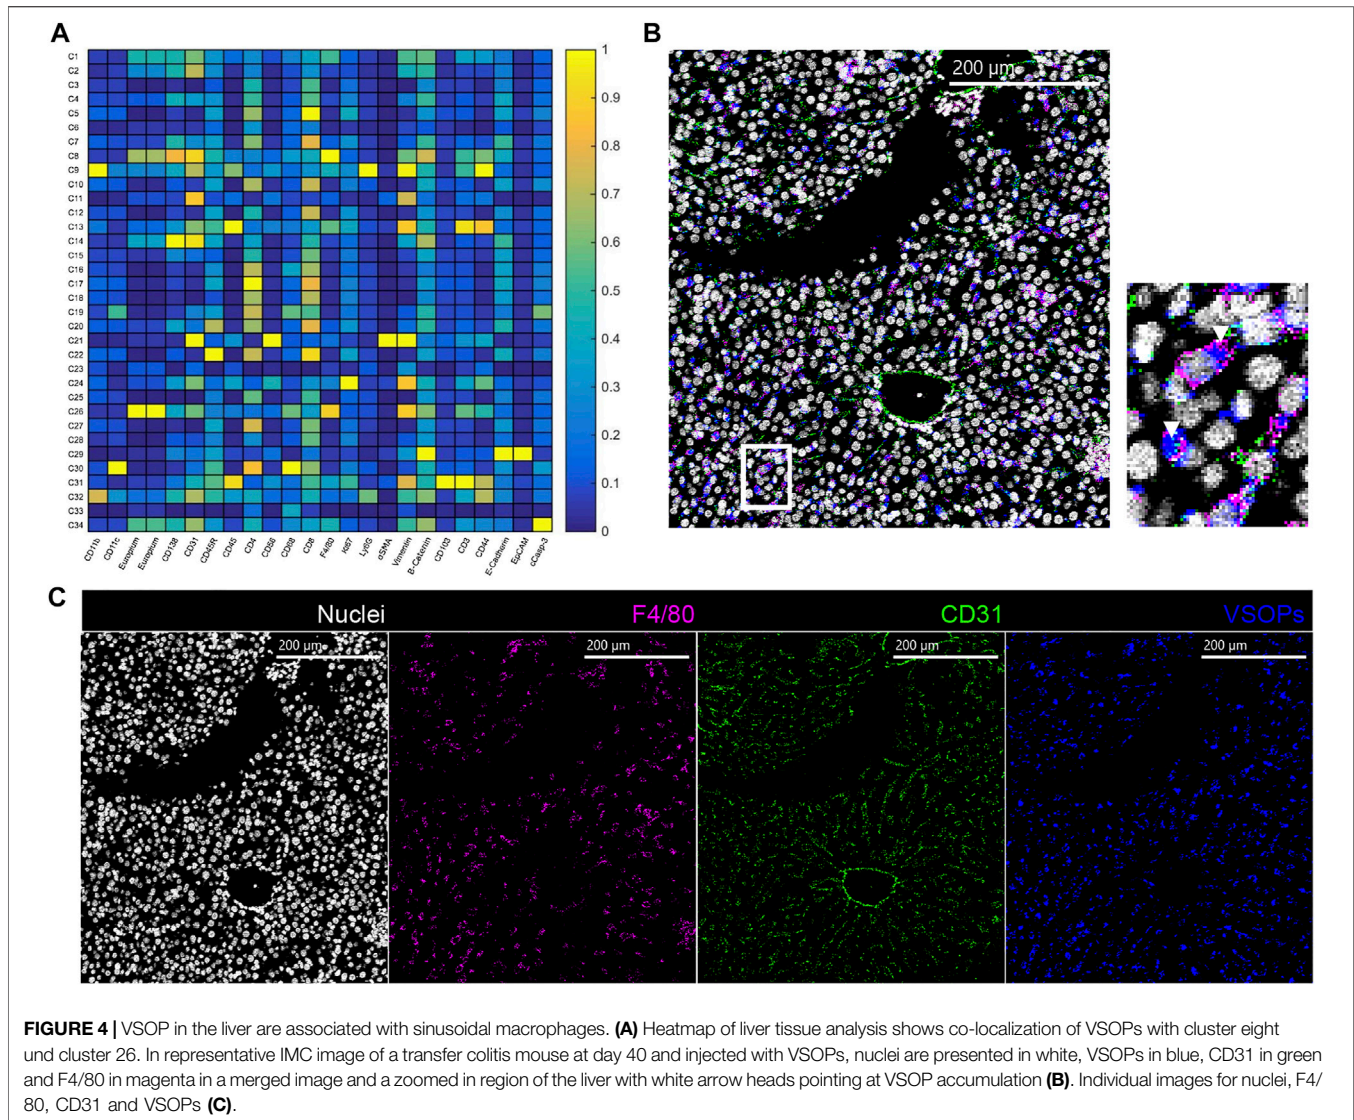 A
B
C1
C2
C3
C4
C5
C6
C7
C8
C9
C10
C11
C12
C13
C14
C15
C16
C17
C18
C19
C20
C21
C22
C23
C24
C25
C26
C27
C28
C29
C30
C31
C32
C33
C34
1
0.9
0.8
0.7
0.6
0.5
0.4
0.3
0.2
0.1
0
CD11b
CD11c
Europium
Europium
CD138
CD31
CD45R
CD45
CD4
CD56
CD68
CD8
F4/80
Ki67
Ly6G
αSMA
Vimentin
B-Catenin
CD103
CD3
CD44
E-Cadherin
EpCAM
cCasp-3
200 µm
C
Nuclei
F4/80
CD31
VSOPs
200 µm
200 µm
200 µm
200 µm
FIGURE 4 | VSOP in the liver are associated with sinusoidal macrophages. (A) Heatmap of liver tissue analysis shows co-localization of VSOPs with cluster eight
und cluster 26. In representative IMC image of a transfer colitis mouse at day 40 and injected with VSOPs, nuclei are presented in white, VSOPs in blue, CD31 in green
and F4/80 in magenta in a merged image and a zoomed in region of the liver with white arrow heads pointing at VSOP accumulation (B). Individual images for nuclei, F4/
80, CD31 and VSOPs (C).